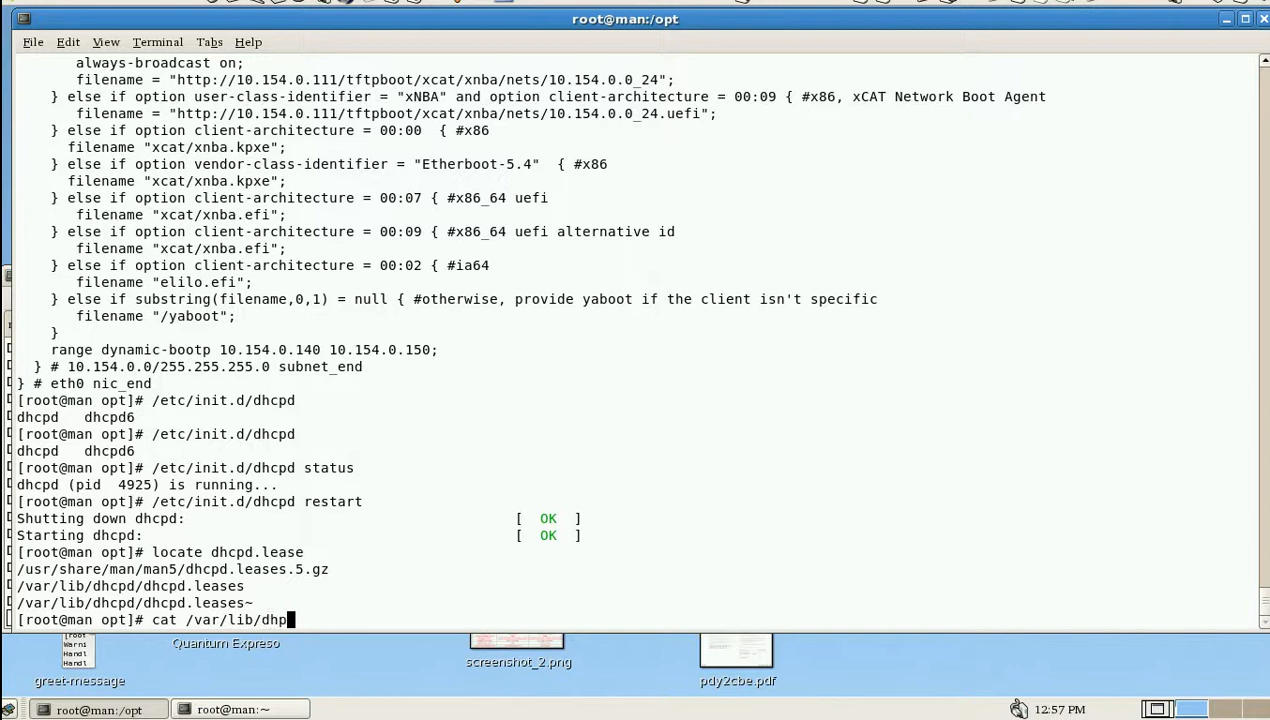 root@man:/opt
File Edit View Terminal Tabs Help
always-broadcast on;
filename = "http://10.154.0.111/tftpboot/xcat/xnba/nets/10.154.0.0_24";
} else if option user-class-identifier = "xNBA" and option client-architecture = 00:09 { #x86, xCAT Network Boot Agent
filename = "http://10.154.0.111/tftpboot/xcat/xnba/nets/10.154.0.0_24.uefi";
} else if option client-architecture = 00:00  { #x86
filename "xcat/xnba.kpxe";
} else if option vendor-class-identifier = "Etherboot-5.4"  { #x86
filename "xcat/xnba.kpxe";
} else if option client-architecture = 00:07 { #x86_64 uefi
filename "xcat/xnba.efi";
} else if option client-architecture = 00:09 { #x86_64 uefi alternative id
filename "xcat/xnba.efi";
} else if option client-architecture = 00:02 { #ia64
filename "elilo.efi";
} else if substring(filename,0,1) = null { #otherwise, provide yaboot if the client isn't specific
filename "/yaboot";
}
range dynamic-bootp 10.154.0.140 10.154.0.150;
} # 10.154.0.0/255.255.255.0 subnet_end
} # eth0 nic_end
[root@man opt]# /etc/init.d/dhcpd
dhcpd   dhcpd6
[root@man opt]# /etc/init.d/dhcpd
dhcpd   dhcpd6
[root@man opt]# /etc/init.d/dhcpd status
dhcpd (pid  4925) is running...
[root@man opt]# /etc/init.d/dhcpd restart
Shutting down dhcpd: [  OK  ]
Starting dhcpd: [  OK  ]
[root@man opt]# locate dhcpd.lease
/usr/share/man/man5/dhcpd.leases.5.gz
/var/lib/dhcpd/dhcpd.leases
/var/lib/dhcpd/dhcpd.leases~
[root@man opt]# cat /var/lib/dhp
[root
Warni
Handl
Handl
greet-message
Quantum Expreso
screenshot_2.png
pdy2cbe.pdf
root@man:/opt
root@man:~
12:57 PM